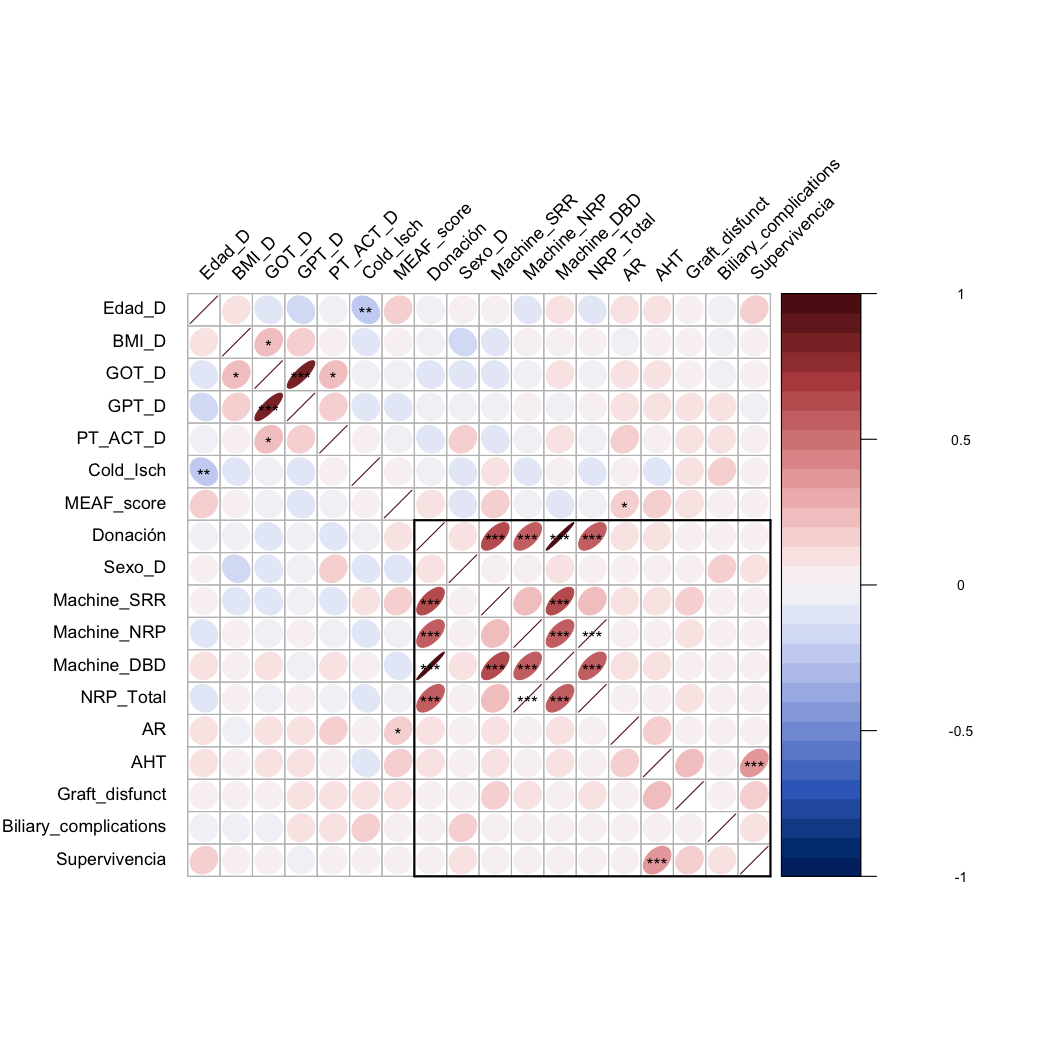 Edad_D
BMI_D
GOT_D
GPT_D
PT_ACT_D
Cold_Isch
MEAF_score
Donación
Sexo_D
Machine_SRR
Machine_NRP
Machine_DBD
NRP_Total
AR
AHT
Graft_disfunct
Biliary_complications
Supervivencia
Edad_D ** 1
BMI_D *
GOT_D * *** *
GPT_D ***
PT_ACT_D * 0.5
Cold_Isch **
MEAF_score *
Donación *** *** *** ***
Sexo_D 0
Machine_SRR *** ***
Machine_NRP *** *** ***
Machine_DBD *** *** *** ***
NRP_Total *** *** ***
AR * -0.5
AHT ***
Graft_disfunct
Biliary_complications
Supervivencia ***
-1